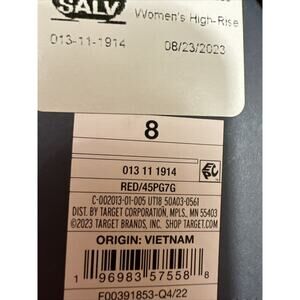 SALV
Women's High-Rise
013-11-1914
08/23/2023
8
013 11 1914
RED/45PG7G
C-002013-01-005 UT18 50A03-0561
DIST. BY TARGET CORPORATION, MPLS., MN 55403
©2023 TARGET BRANDS, INC. SHOP TARGET.COM
ORIGIN: VIETNAM
1 96983 57558 8
F00391853-Q4/22